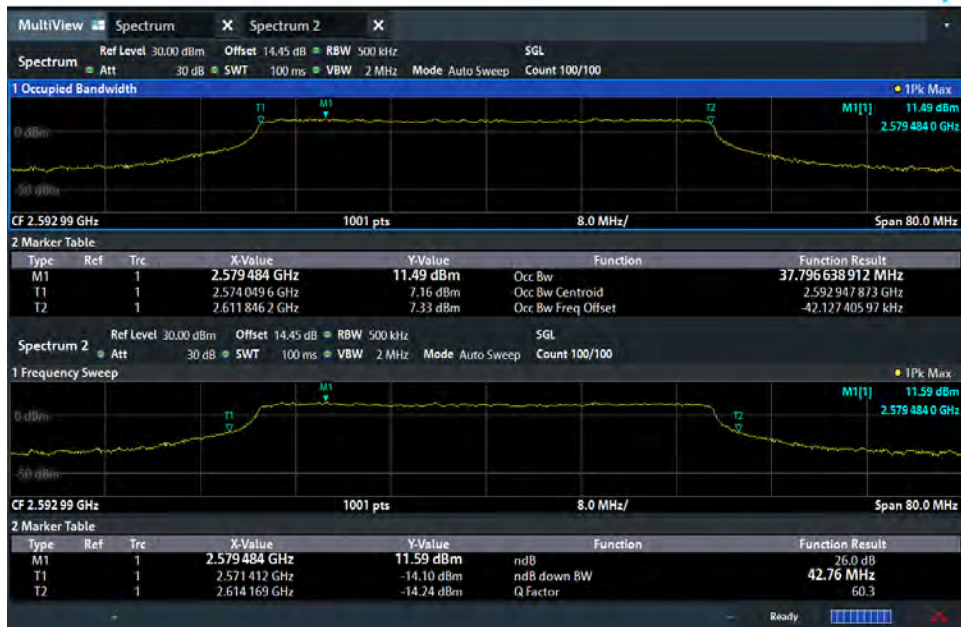 MultiView Spectrum X Spectrum 2 X
Ref Level 30.00 dBm Offset 14.45 dB RBW 500 kHz SGL
Spectrum Att 30 dB SWT 100 ms VBW 2 MHz Mode Auto Sweep Count 100/100
1 Occupied Bandwidth 1Pk Max
T1 M1 T2 M1[1] 11.49 dBm
0 dBm 2.579 484 0 GHz
-50 dBm
CF 2.592 99 GHz 1001 pts 8.0 MHz/ Span 80.0 MHz
2 Marker Table
Type Ref Trc X-Value Y-Value Function Function Result
M1 1 2.579 484 GHz 11.49 dBm Occ Bw 37.796 638 912 MHz
T1 1 2.574 049 6 GHz 7.16 dBm Occ Bw Centroid 2.592 947 873 GHz
T2 1 2.611 846 2 GHz 7.33 dBm Occ Bw Freq Offset -42.127 405 97 kHz
Ref Level 30.00 dBm Offset 14.45 dB RBW 500 kHz SGL
Spectrum 2 Att 30 dB SWT 100 ms VBW 2 MHz Mode Auto Sweep Count 100/100
1 Frequency Sweep 1Pk Max
M1 M1[1] 11.59 dBm
0 dBm T1 T2 2.579 484 0 GHz
-50 dBm
CF 2.592 99 GHz 1001 pts 8.0 MHz/ Span 80.0 MHz
2 Marker Table
Type Ref Trc X-Value Y-Value Function Function Result
M1 1 2.579 484 GHz 11.59 dBm ndB 26.0 dB
T1 1 2.571 412 GHz -14.10 dBm ndB down BW 42.76 MHz
T2 1 2.614 169 GHz -14.24 dBm Q Factor 60.3
Ready